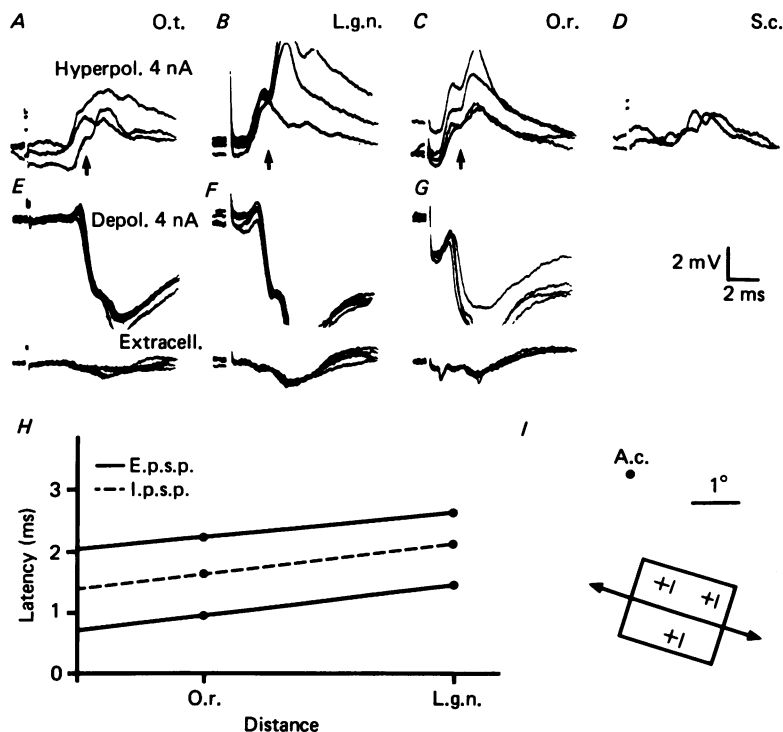 A O.t. B L.g.n. C O.r. D S.c.
Hyperpol. 4 nA
E F G
Depol. 4 nA
2 mV
2 ms
Extracell.
H I
E.p.s.p.
I.p.s.p.
A.c.
1°
3
2
1
0
Latency (ms)
O.r. L.g.n.
Distance